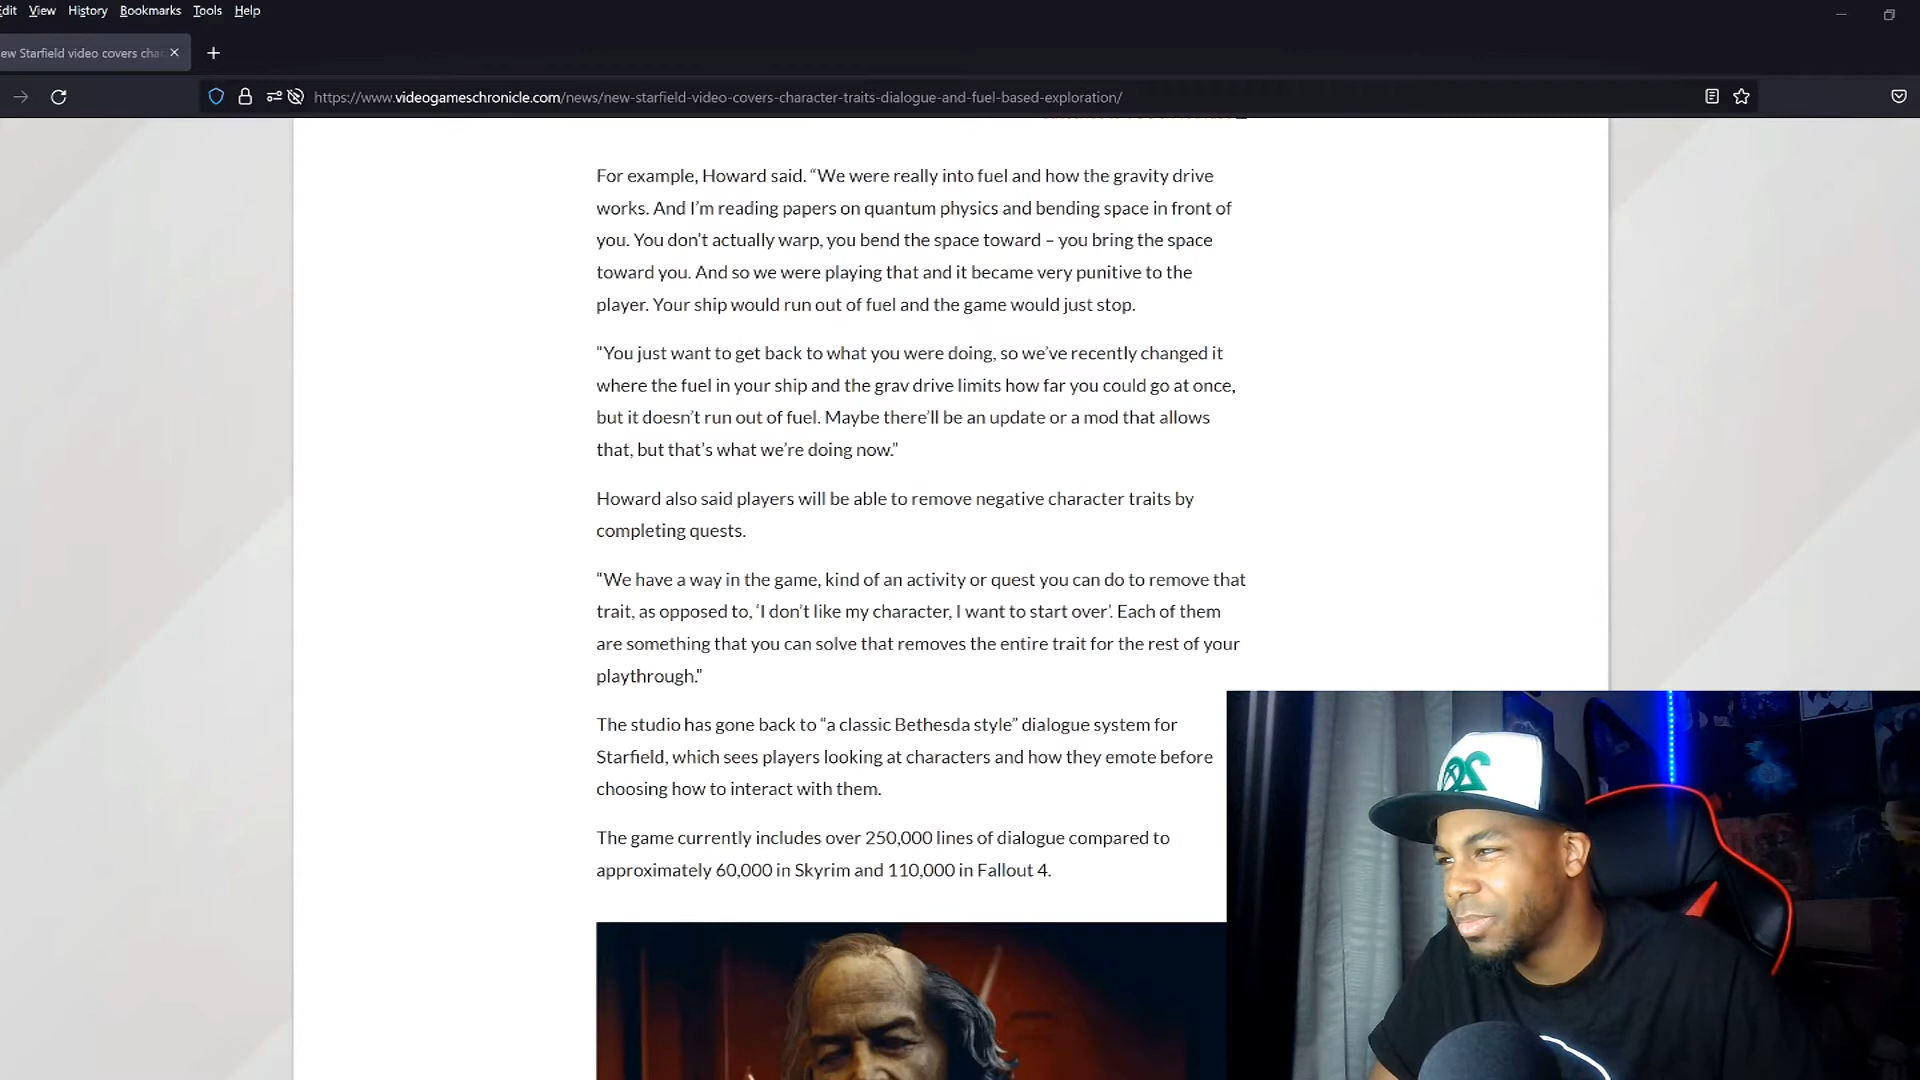 Edit View History Bookmarks Tools Help
ew Starfield video covers cha
https://www.videogameschronicle.com/news/new-starfield-video-covers-character-traits-dialogue-and-fuel-based-exploration/
For example, Howard said. “We were really into fuel and how the gravity drive
works. And I’m reading papers on quantum physics and bending space in front of
you. You don’t actually warp, you bend the space toward – you bring the space
toward you. And so we were playing that and it became very punitive to the
player. Your ship would run out of fuel and the game would just stop.
“You just want to get back to what you were doing, so we’ve recently changed it
where the fuel in your ship and the grav drive limits how far you could go at once,
but it doesn’t run out of fuel. Maybe there’ll be an update or a mod that allows
that, but that’s what we’re doing now.”
Howard also said players will be able to remove negative character traits by
completing quests.
“We have a way in the game, kind of an activity or quest you can do to remove that
trait, as opposed to, ‘I don’t like my character, I want to start over’. Each of them
are something that you can solve that removes the entire trait for the rest of your
playthrough.”
The studio has gone back to “a classic Bethesda style” dialogue system for
Starfield, which sees players looking at characters and how they emote before
choosing how to interact with them.
The game currently includes over 250,000 lines of dialogue compared to
approximately 60,000 in Skyrim and 110,000 in Fallout 4.